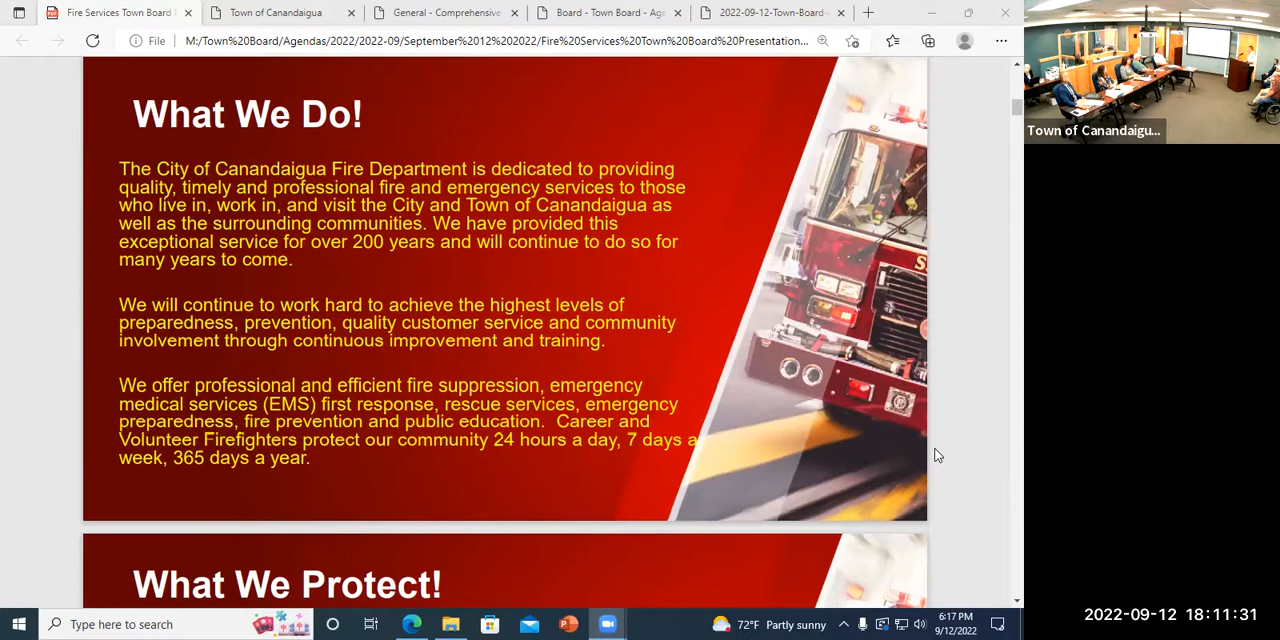 Fire Services Town Board
Town of Canandaigua
General - Comprehensive
Board - Town Board - Age
2022-09-12-Town-Board-
File
M:/Town%20Board/Agendas/2022/2022-09/September%2012%202022/Fire%20Services%20Town%20Board%20Presentation...
What We Do!
The City of Canandaigua Fire Department is dedicated to providing
quality, timely and professional fire and emergency services to those
who live in, work in, and visit the City and Town of Canandaigua as
well as the surrounding communities. We have provided this
exceptional service for over 200 years and will continue to do so for
many years to come.
We will continue to work hard to achieve the highest levels of
preparedness, prevention, quality customer service and community
involvement through continuous improvement and training.
We offer professional and efficient fire suppression, emergency
medical services (EMS) first response, rescue services, emergency
preparedness, fire prevention and public education. Career and
Volunteer Firefighters protect our community 24 hours a day, 7 days a
week, 365 days a year.
What We Protect!
Town of Canandaigu...
Type here to search
72°F Partly sunny
6:17 PM
9/12/2022
2022-09-12 18:11:31